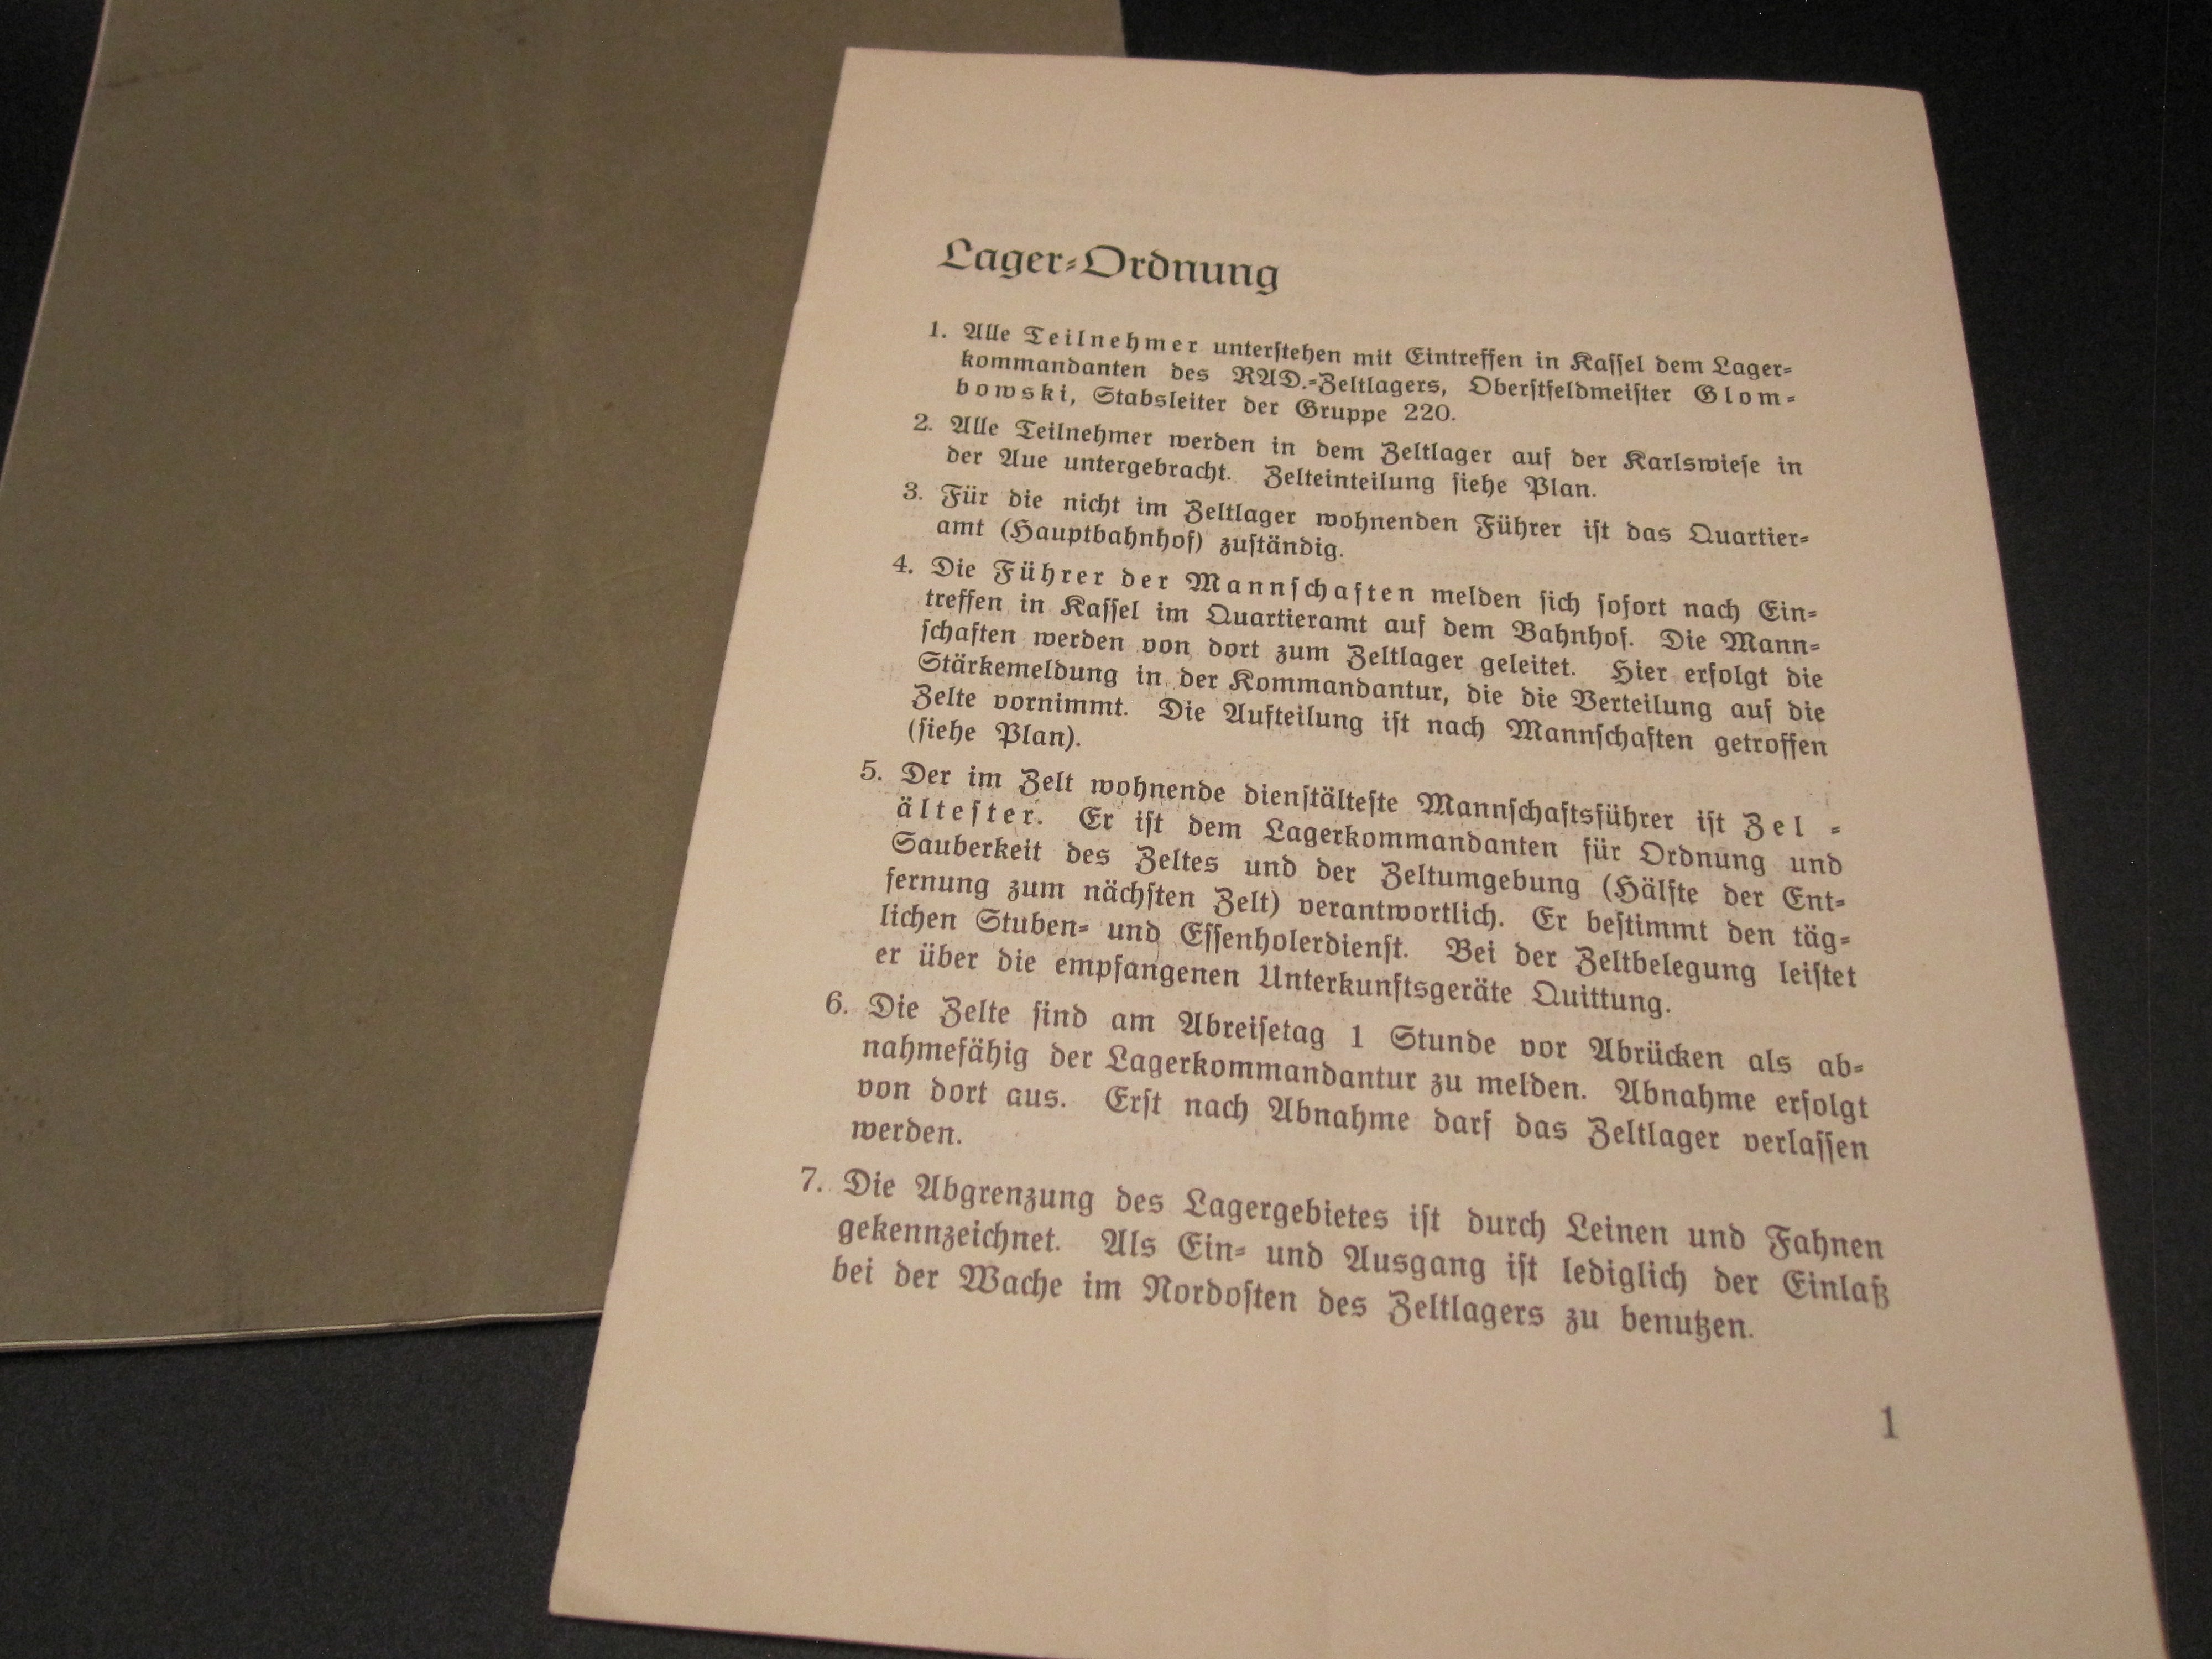 Lager-Ordnung
1. Alle Teilnehmer unterstehen mit Eintreffen in Kassel dem Lager-
kommandanten des RAD.-Zeltlagers, Oberstfeldmeister Glom-
bowski, Stabsleiter der Gruppe 220.
2. Alle Teilnehmer werden in dem Zeltlager auf der Karlswiese in
der Aue untergebracht. Zelteinteilung siehe Plan.
3. Für die nicht im Zeltlager wohnenden Führer ist das Quartier-
amt (Hauptbahnhof) zuständig.
4. Die Führer der Mannschaften melden sich sofort nach Ein-
treffen in Kassel im Quartieramt auf dem Bahnhof. Die Mann-
schaften werden von dort zum Zeltlager geleitet. Hier erfolgt die
Stärkemeldung in der Kommandantur, die die Verteilung auf die
Zelte vornimmt. Die Aufteilung ist nach Mannschaften getroffen
(siehe Plan).
5. Der im Zelt wohnende dienstälteste Mannschaftsführer ist Zel -
ältester. Er ist dem Lagerkommandanten für Ordnung und
Sauberkeit des Zeltes und der Zeltumgebung (Hälfte der Ent-
fernung zum nächsten Zelt) verantwortlich. Er bestimmt den täg-
lichen Stuben- und Essenholerdienst. Bei der Zeltbelegung leistet
er über die empfangenen Unterkunftsgeräte Quittung.
6. Die Zelte sind am Abreisetag 1 Stunde vor Abrücken als ab-
nahmefähig der Lagerkommandantur zu melden. Abnahme erfolgt
von dort aus. Erst nach Abnahme darf das Zeltlager verlassen
werden.
7. Die Abgrenzung des Lagergebietes ist durch Leinen und Fahnen
gekennzeichnet. Als Ein- und Ausgang ist lediglich der Einlaß
bei der Wache im Nordosten des Zeltlagers zu benutzen.
1